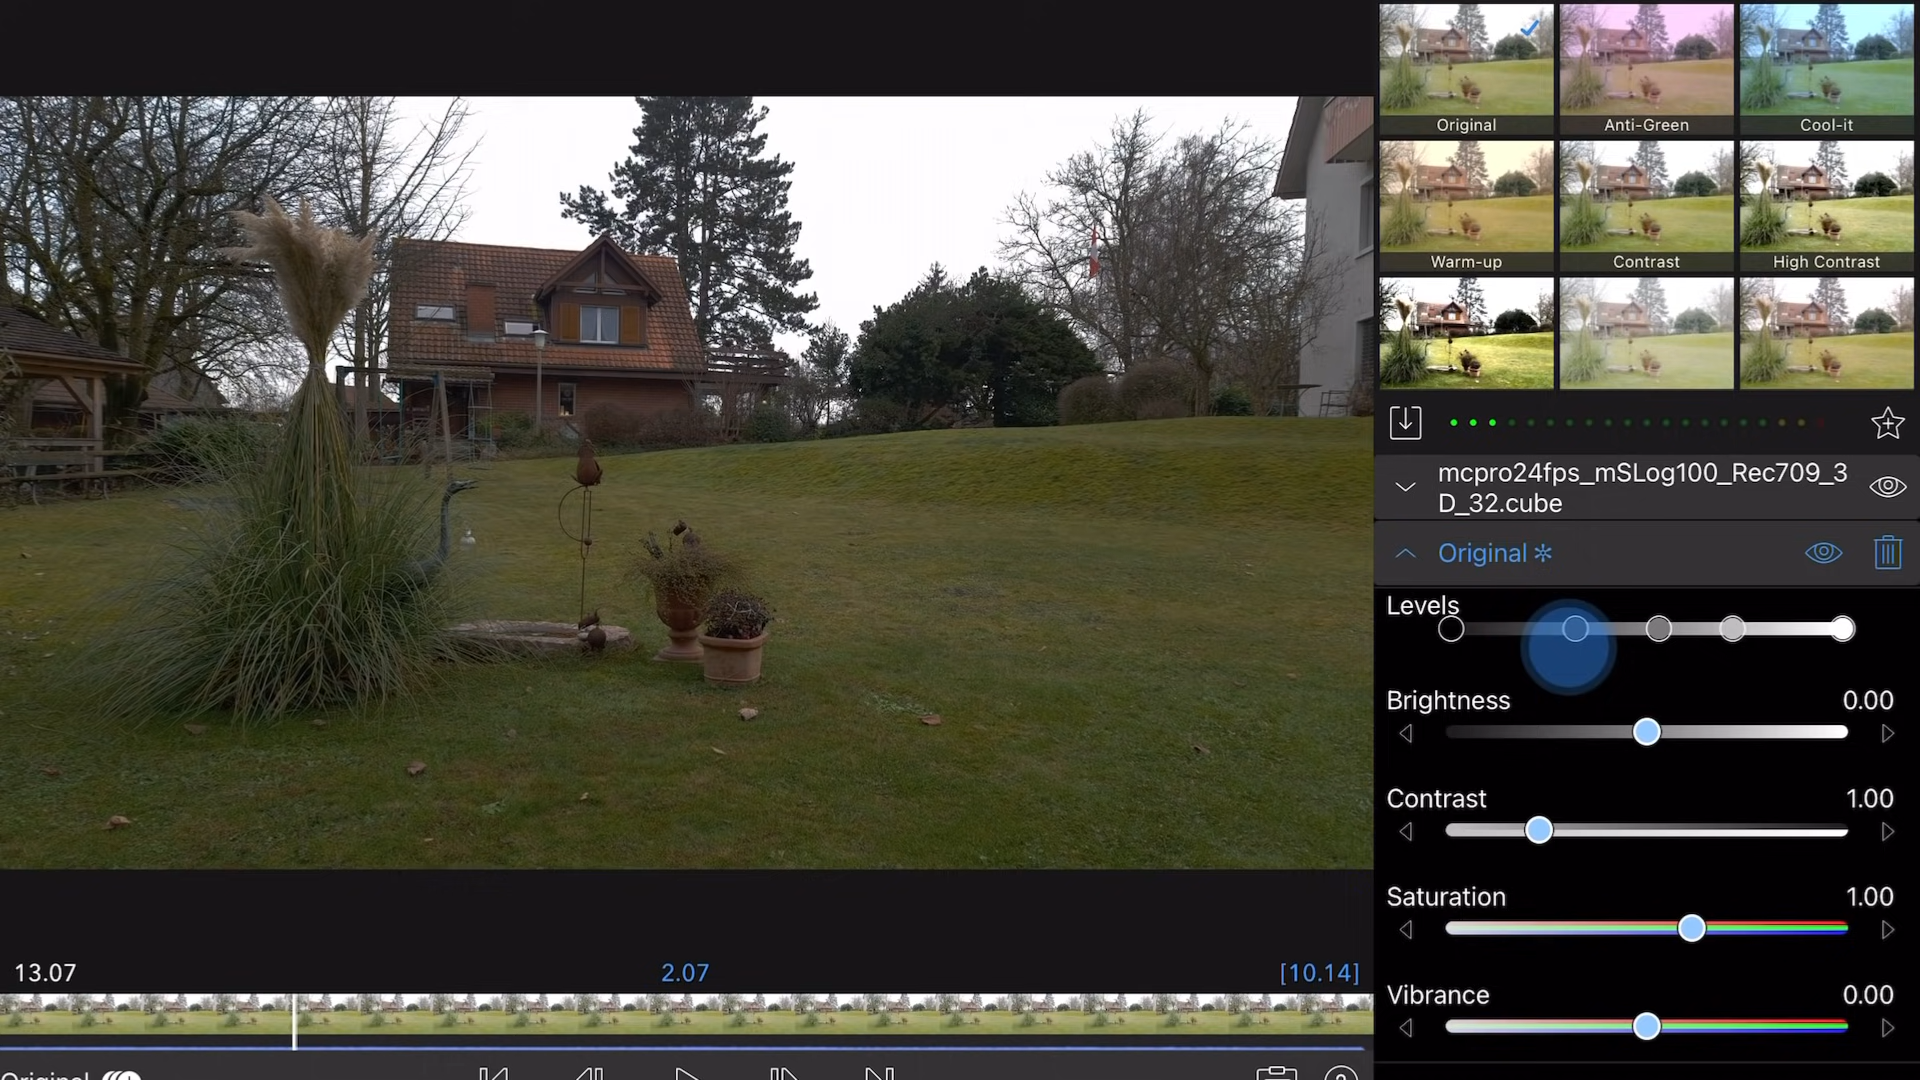 Original
Anti-Green
Cool-it
Warm-up
Contrast
High Contrast
mcpro24fps_mSLog100_Rec709_3
D_32.cube
Original
Levels
Brightness
0.00
Contrast
1.00
Saturation
1.00
Vibrance
0.00
13.07
2.07
[10.14]
Original